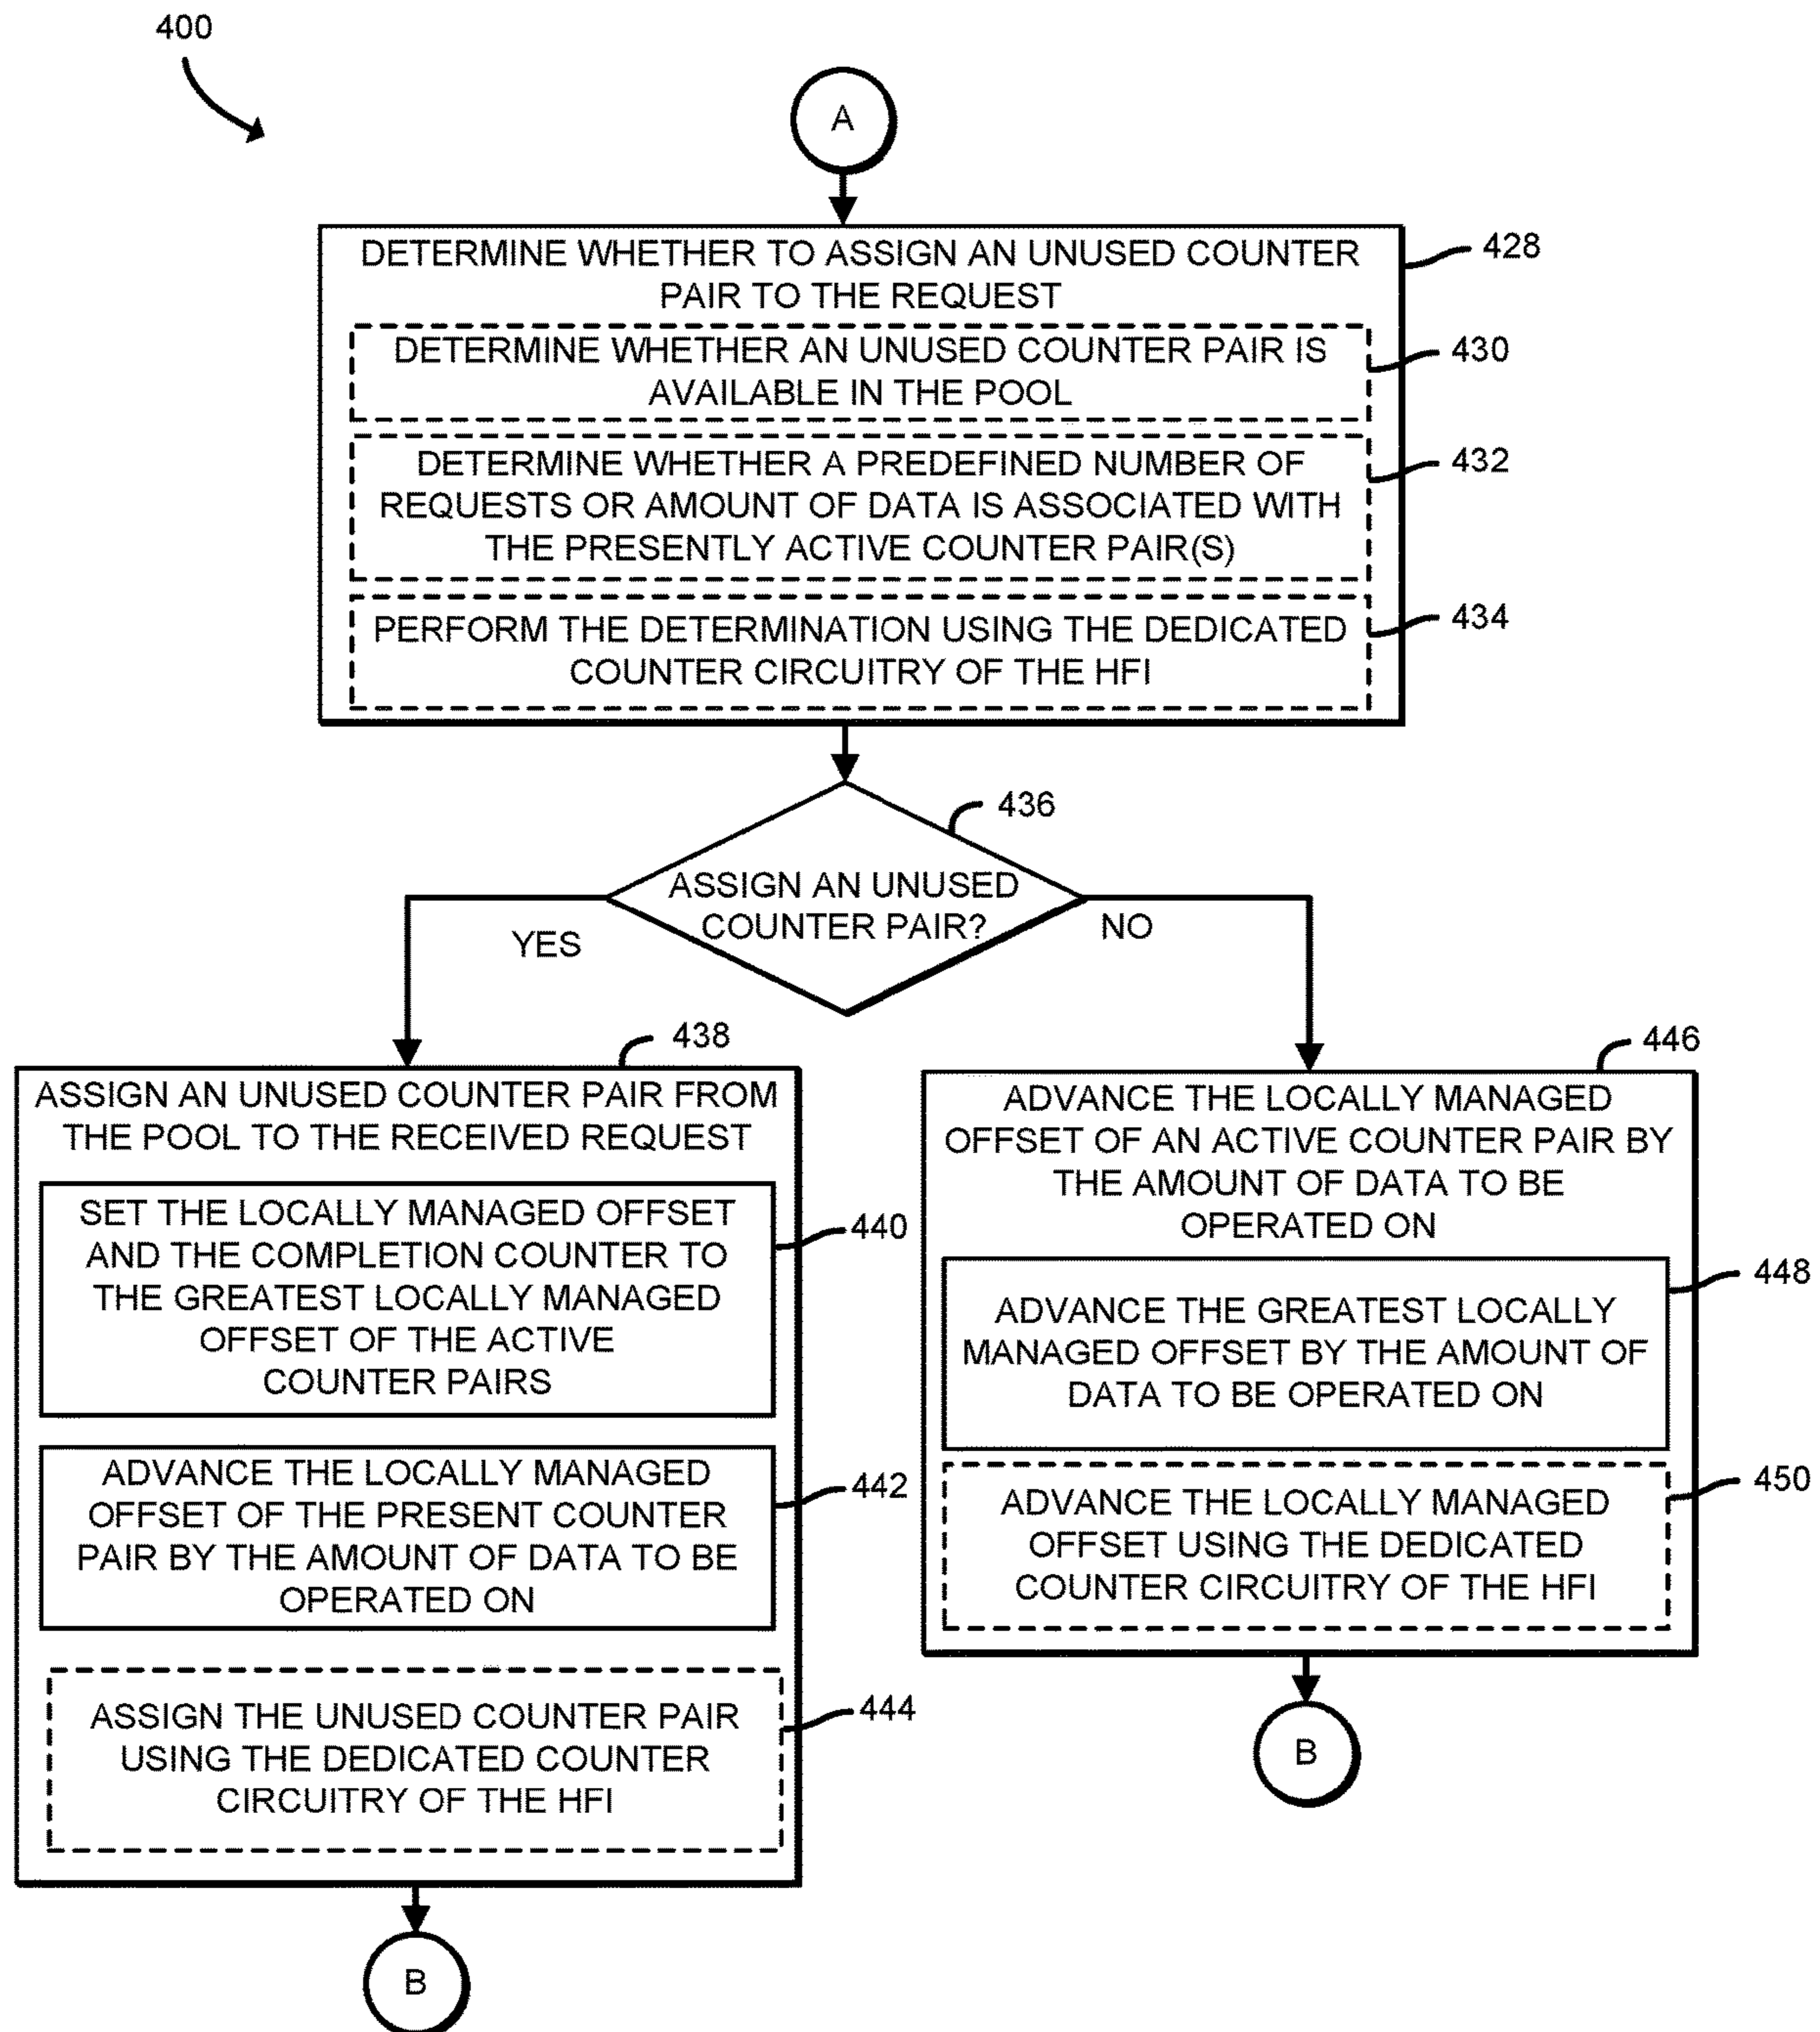 400
A
DETERMINE WHETHER TO ASSIGN AN UNUSED COUNTER
PAIR TO THE REQUEST
428
DETERMINE WHETHER AN UNUSED COUNTER PAIR IS
AVAILABLE IN THE POOL
430
DETERMINE WHETHER A PREDEFINED NUMBER OF
REQUESTS OR AMOUNT OF DATA IS ASSOCIATED WITH
THE PRESENTLY ACTIVE COUNTER PAIR(S)
432
PERFORM THE DETERMINATION USING THE DEDICATED
COUNTER CIRCUITRY OF THE HFI
434
436
ASSIGN AN UNUSED
COUNTER PAIR?
YES
NO
438
ASSIGN AN UNUSED COUNTER PAIR FROM
THE POOL TO THE RECEIVED REQUEST
SET THE LOCALLY MANAGED OFFSET
AND THE COMPLETION COUNTER TO
THE GREATEST LOCALLY MANAGED
OFFSET OF THE ACTIVE
COUNTER PAIRS
440
ADVANCE THE LOCALLY MANAGED
OFFSET OF THE PRESENT COUNTER
PAIR BY THE AMOUNT OF DATA TO BE
OPERATED ON
442
ASSIGN THE UNUSED COUNTER PAIR
USING THE DEDICATED COUNTER
CIRCUITRY OF THE HFI
444
B
446
ADVANCE THE LOCALLY MANAGED
OFFSET OF AN ACTIVE COUNTER PAIR BY
THE AMOUNT OF DATA TO BE
OPERATED ON
ADVANCE THE GREATEST LOCALLY
MANAGED OFFSET BY THE AMOUNT OF
DATA TO BE OPERATED ON
448
ADVANCE THE LOCALLY MANAGED
OFFSET USING THE DEDICATED
COUNTER CIRCUITRY OF THE HFI
450
B